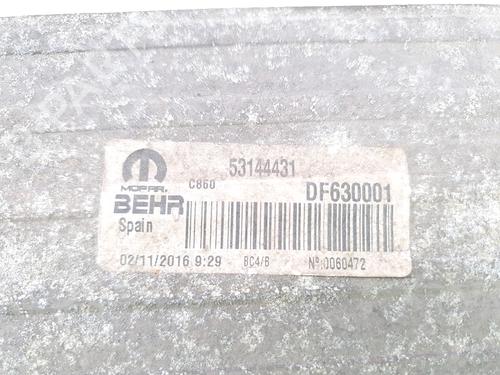 53144431
MOPAR.
C860
DF630001
BEHR
Spain
02/11/2016 9:29
8C4/B
Nº:0060472